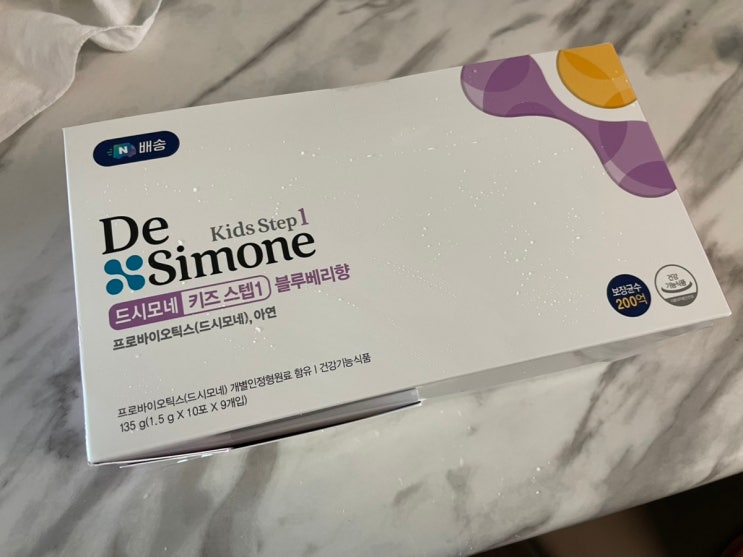 N 배송
Kids Step 1
De Simone
드시모네 키즈 스텝1 블루베리향
프로바이오틱스(드시모네), 아연
보장균수
200억
건강
기능식품
프로바이오틱스(드시모네) 개별인정형원료 함유 | 건강기능식품
135 g(1.5 g X 10포 X 9개입)